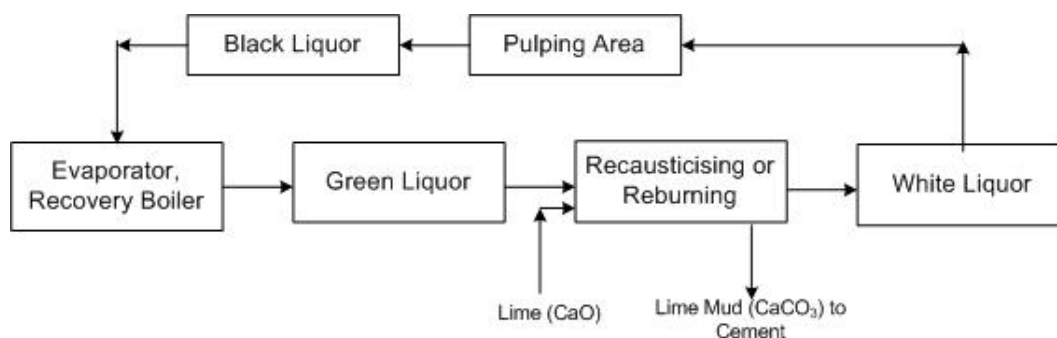 Black Liquor
Pulping Area
Evaporator,
Recovery Boiler
Green Liquor
Recausticising or
Reburning
White Liquor
Lime (CaO)
Lime Mud (CaCO₃) to
Cement